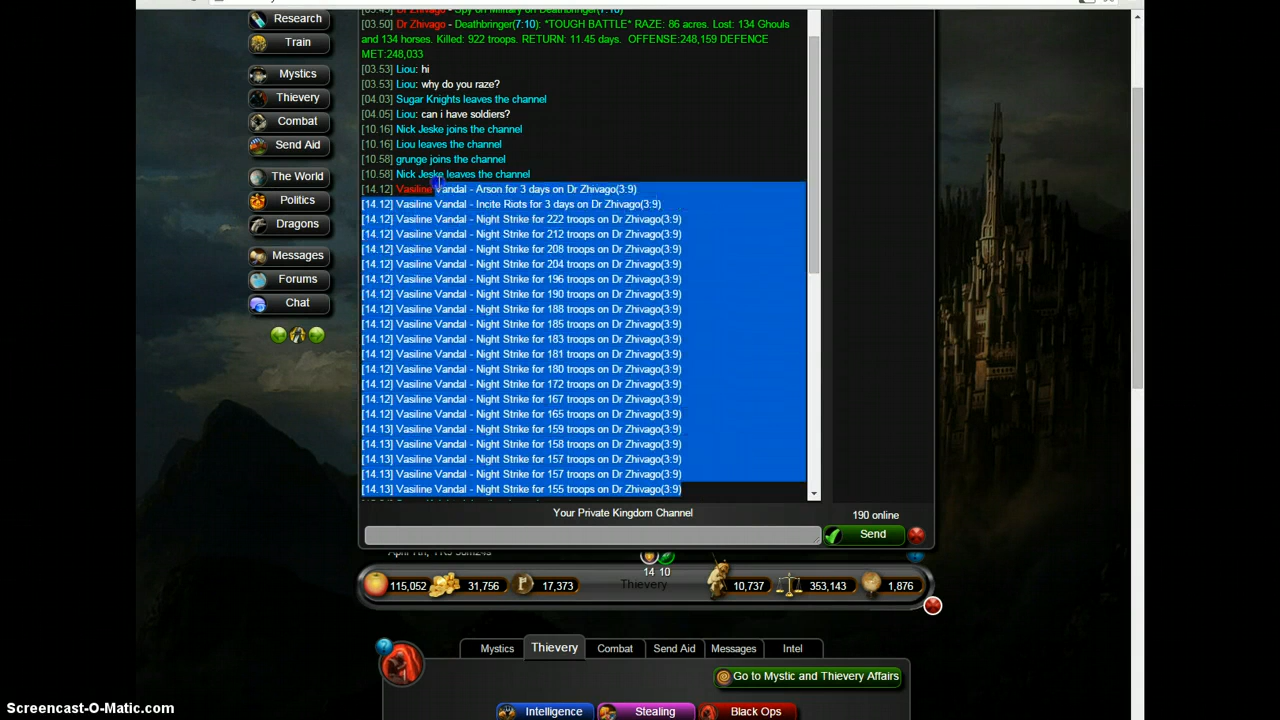 Research
Train
Mystics
Thievery
Combat
Send Aid
The World
Politics
Dragons
Messages
Forums
Chat
[03.50] Dr Zhivago - Deathbringer(7:10): *TOUGH BATTLE* RAZE: 86 acres. Lost: 134 Ghouls
and 134 horses. Killed: 922 troops. RETURN: 11.45 days. OFFENSE:248,159 DEFENCE
MET:248,033
[03.53] Liou: hi
[03.53] Liou: why do you raze?
[04.03] Sugar Knights leaves the channel
[04.05] Liou: can i have soldiers?
[10.16] Nick Jeske joins the channel
[10.16] Liou leaves the channel
[10.58] grunge joins the channel
[10.58] Nick Jeske leaves the channel
[14.12] Vasiline Vandal - Arson for 3 days on Dr Zhivago(3:9)
[14.12] Vasiline Vandal - Incite Riots for 3 days on Dr Zhivago(3:9)
[14.12] Vasiline Vandal - Night Strike for 222 troops on Dr Zhivago(3:9)
[14.12] Vasiline Vandal - Night Strike for 212 troops on Dr Zhivago(3:9)
[14.12] Vasiline Vandal - Night Strike for 208 troops on Dr Zhivago(3:9)
[14.12] Vasiline Vandal - Night Strike for 204 troops on Dr Zhivago(3:9)
[14.12] Vasiline Vandal - Night Strike for 196 troops on Dr Zhivago(3:9)
[14.12] Vasiline Vandal - Night Strike for 190 troops on Dr Zhivago(3:9)
[14.12] Vasiline Vandal - Night Strike for 188 troops on Dr Zhivago(3:9)
[14.12] Vasiline Vandal - Night Strike for 185 troops on Dr Zhivago(3:9)
[14.12] Vasiline Vandal - Night Strike for 183 troops on Dr Zhivago(3:9)
[14.12] Vasiline Vandal - Night Strike for 181 troops on Dr Zhivago(3:9)
[14.12] Vasiline Vandal - Night Strike for 180 troops on Dr Zhivago(3:9)
[14.12] Vasiline Vandal - Night Strike for 172 troops on Dr Zhivago(3:9)
[14.12] Vasiline Vandal - Night Strike for 167 troops on Dr Zhivago(3:9)
[14.12] Vasiline Vandal - Night Strike for 165 troops on Dr Zhivago(3:9)
[14.13] Vasiline Vandal - Night Strike for 159 troops on Dr Zhivago(3:9)
[14.13] Vasiline Vandal - Night Strike for 158 troops on Dr Zhivago(3:9)
[14.13] Vasiline Vandal - Night Strike for 157 troops on Dr Zhivago(3:9)
[14.13] Vasiline Vandal - Night Strike for 157 troops on Dr Zhivago(3:9)
[14.13] Vasiline Vandal - Night Strike for 155 troops on Dr Zhivago(3:9)
Your Private Kingdom Channel
190 online
Send
14 10
115,052 31,756 17,373 Thievery 10,737 353,143 1,876
Mystics Thievery Combat Send Aid Messages Intel
Go to Mystic and Thievery Affairs
Intelligence Stealing Black Ops
Screencast-O-Matic.com